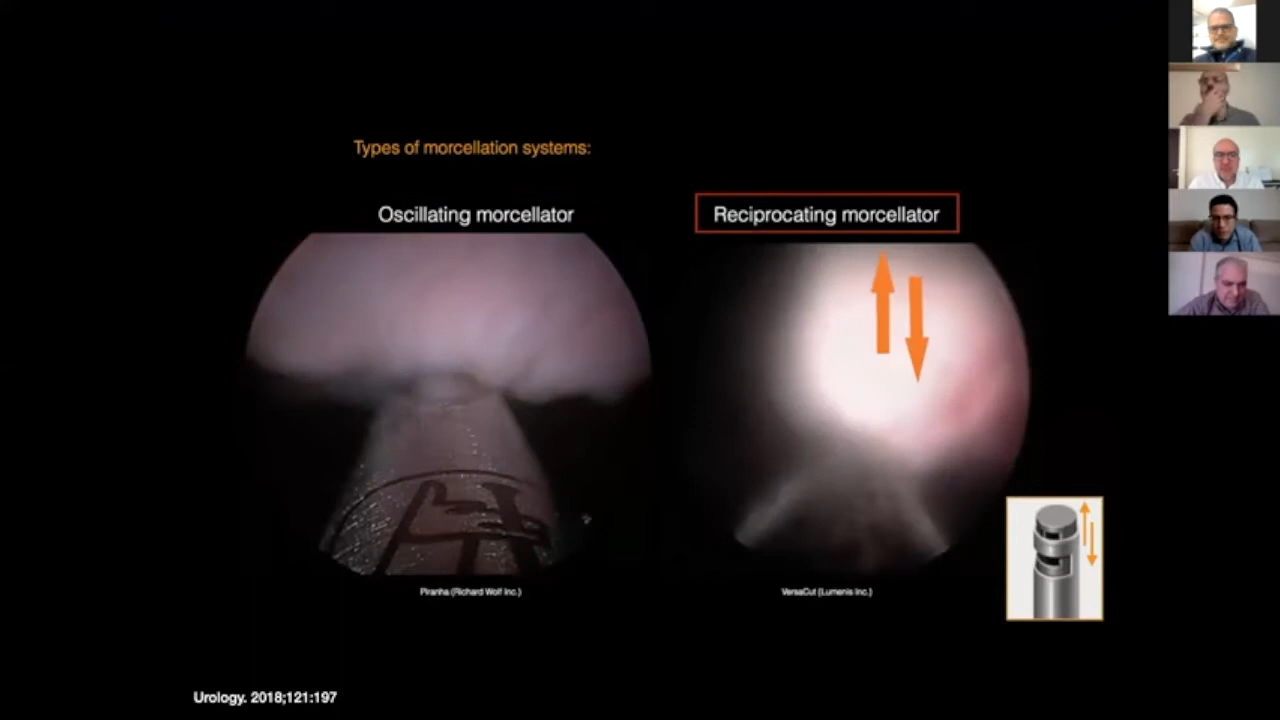 Types of morcellation systems:
Oscillating morcellator
Reciprocating morcellator
Piranha (Richard Wolf Inc.)
VersaCut (Lumenis Inc.)
Urology. 2018;121:197